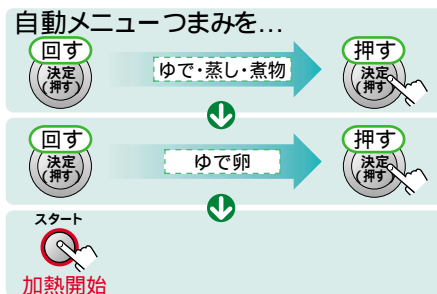 自動メニューつまみを…
回す
決定
(押す)
ゆで・蒸し・煮物
押す
決定
(押す
回す
決定
(押す)
ゆで卵
押す
決定
(押す
スタート
加熱開始